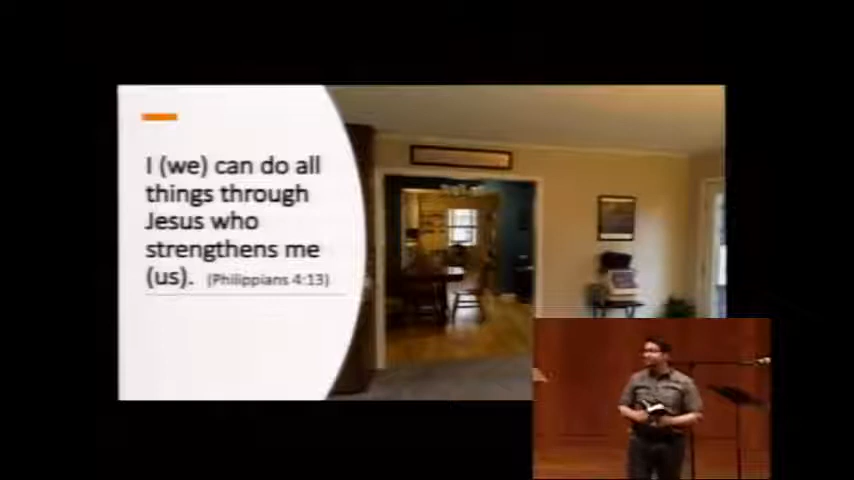 I (we) can do all
things through
Jesus who
strengthens me
(us). (Philippians 4:13)